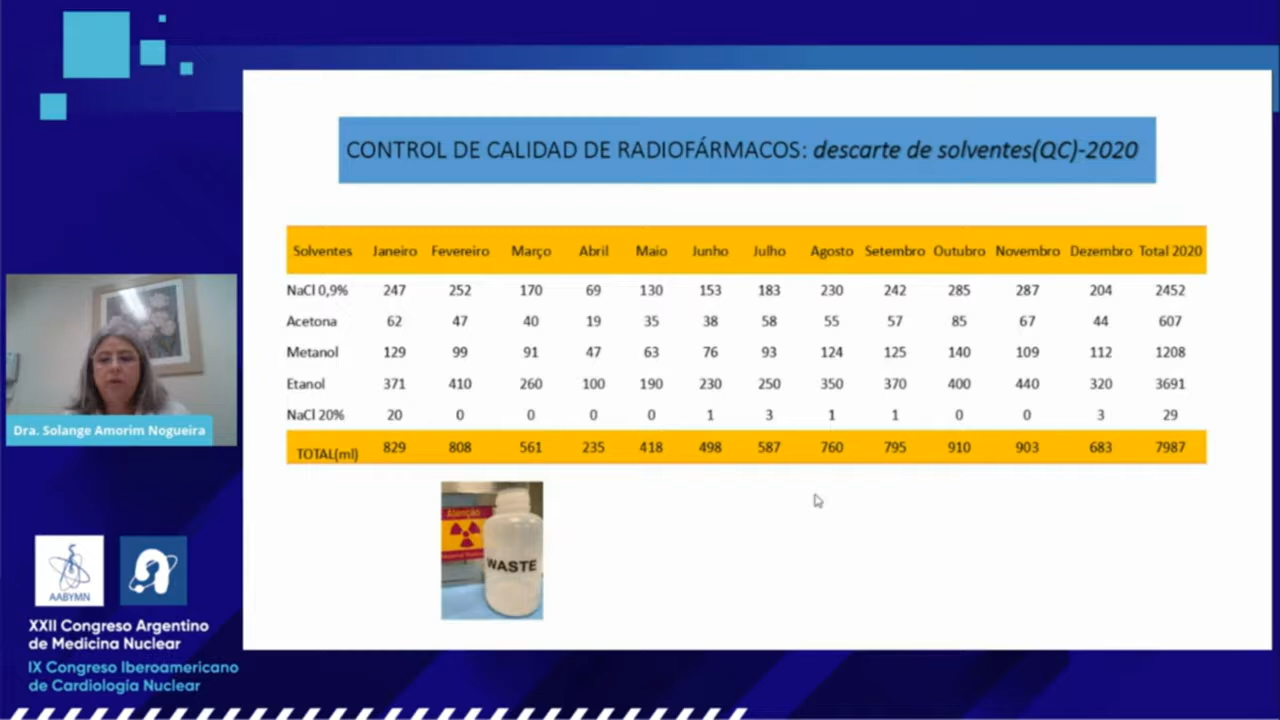 CONTROL DE CALIDAD DE RADIOFÁRMACOS: descarte de solventes(QC)-2020
Solventes Janeiro Fevereiro Março Abril Maio Junho Julho Agosto Setembro Outubro Novembro Dezembro Total 2020
NaCl 0,9% 247 252 170 69 130 153 183 230 242 285 287 204 2452
Acetona 62 47 40 19 35 38 58 55 57 85 67 44 607
Metanol 129 99 91 47 63 76 93 124 125 140 109 112 1208
Etanol 371 410 260 100 190 230 250 350 370 400 440 320 3691
NaCl 20% 20 0 0 0 0 1 3 1 1 0 0 3 29
TOTAL(ml) 829 808 561 235 418 498 587 760 795 910 903 683 7987
Atenção
WASTE
Dra. Solange Amorim Nogueira
AABYMN
XXII Congreso Argentino
de Medicina Nuclear
IX Congreso Iberoamericano
de Cardiología Nuclear